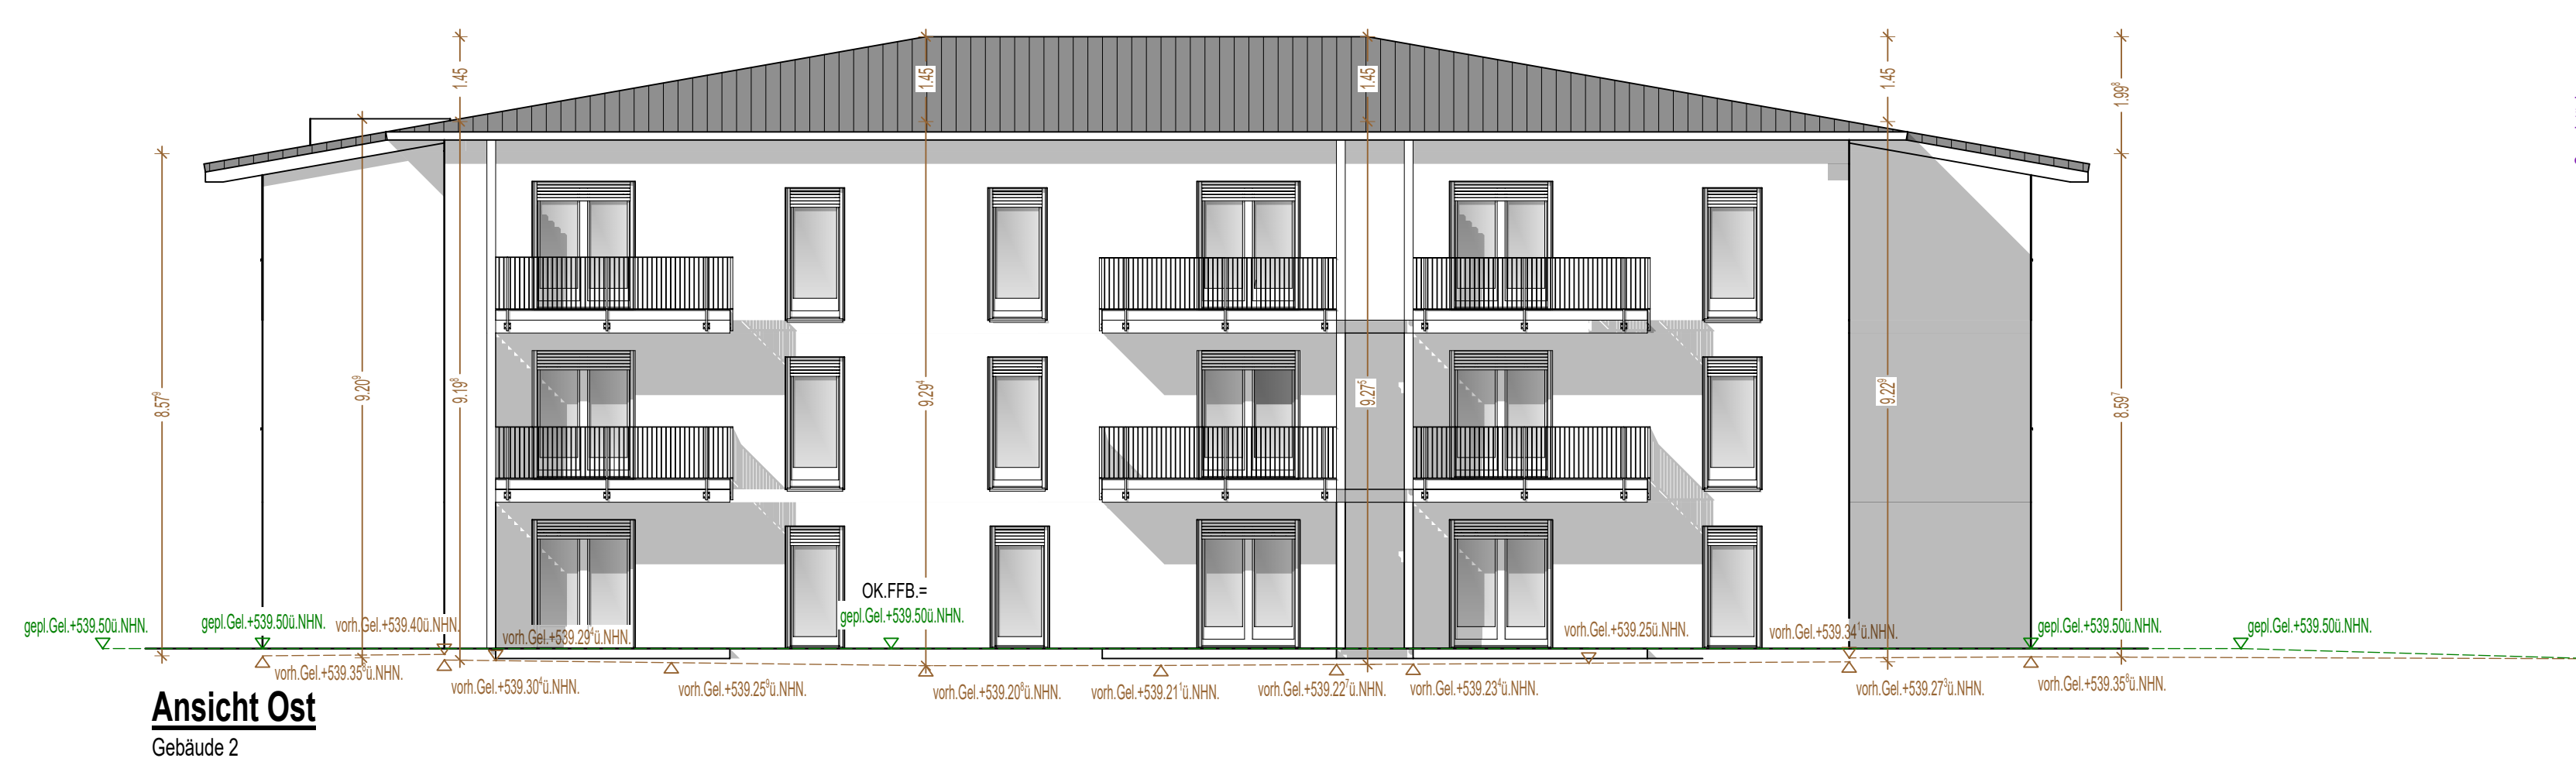 1.45
1.45
1.45
1.45
1.99⁸
8.57⁹
9.20⁹
9.19⁸
9.29⁴
9.27⁵
9.22⁹
8.59⁷
OK.FFB.=
gepl.Gel.+539.50ü.NHN.
gepl.Gel.+539.50ü.NHN.
gepl.Gel.+539.50ü.NHN.
vorh.Gel.+539.40ü.NHN.
vorh.Gel.+539.29⁴ü.NHN.
vorh.Gel.+539.25ü.NHN.
vorh.Gel.+539.34¹ü.NHN.
gepl.Gel.+539.50ü.NHN.
gepl.Gel.+539.50ü.NHN.
vorh.Gel.+539.35⁸ü.NHN.
vorh.Gel.+539.30⁴ü.NHN.
vorh.Gel.+539.25⁹ü.NHN.
vorh.Gel.+539.20⁸ü.NHN.
vorh.Gel.+539.21¹ü.NHN.
vorh.Gel.+539.22⁷ü.NHN.
vorh.Gel.+539.23⁴ü.NHN.
vorh.Gel.+539.27³ü.NHN.
vorh.Gel.+539.35⁸ü.NHN.
Ansicht Ost
Gebäude 2